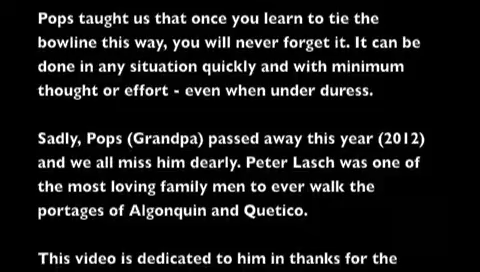 Pops taught us that once you learn to tie the
bowline this way, you will never forget it. It can be
done in any situation quickly and with minimum
thought or effort - even when under duress.
Sadly, Pops (Grandpa) passed away this year (2012)
and we all miss him dearly. Peter Lasch was one of
the most loving family men to ever walk the
portages of Algonquin and Quetico.
This video is dedicated to him in thanks for the